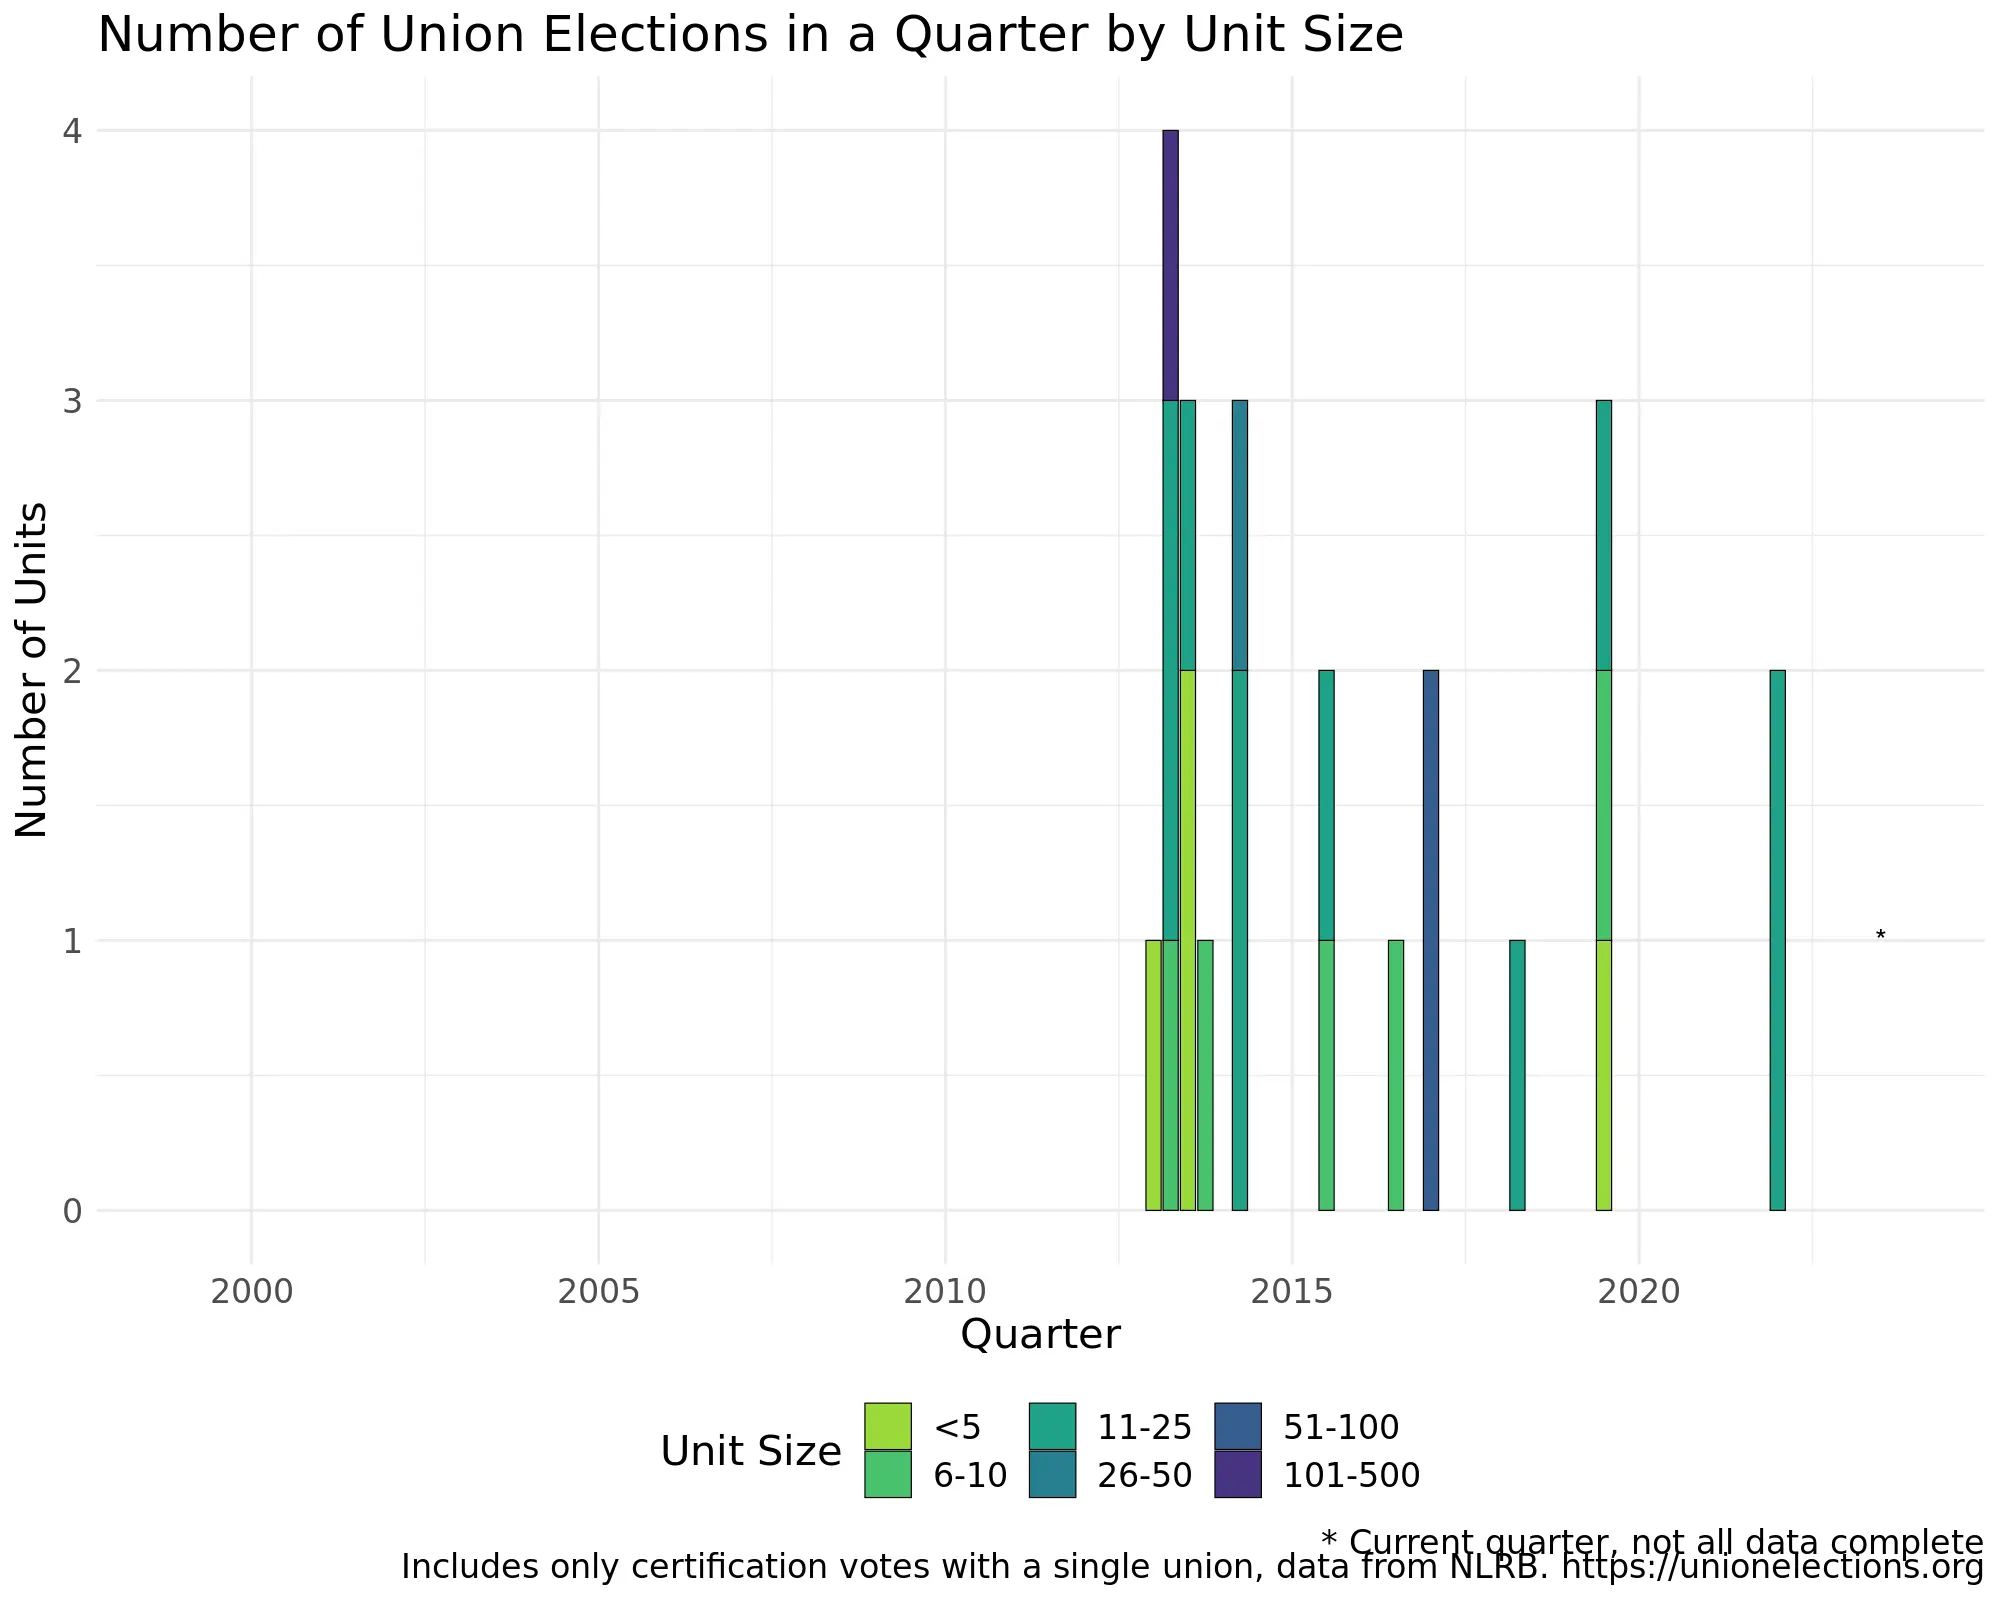 Number of Union Elections in a Quarter by Unit Size
Number of Units
4
3
2
1
0
*
2000 2005 2010 2015 2020
Quarter
Unit Size
<5 11-25 51-100
6-10 26-50 101-500
* Current quarter, not all data complete
Includes only certification votes with a single union, data from NLRB. https://unionelections.org